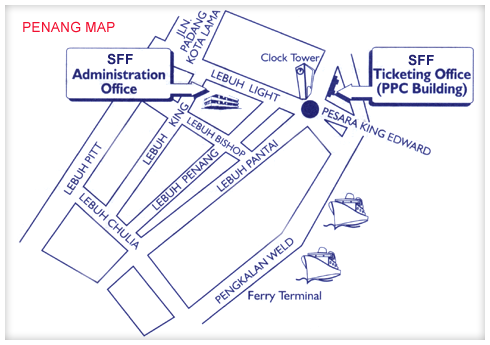 PENANG MAP
JLN.
PADANG
KOTA LAMA
SFF
Administration
Office
Clock Tower
SFF
Ticketing Office
(PPC Building)
LEBUH LIGHT
PESARA KING EDWARD
LEBUH PITT
LEBUH KING
LEBUH BISHOP
LEBUH PENANG
LEBUH PANTAI
LEBUH CHULIA
PENGKALAN WELD
Ferry Terminal